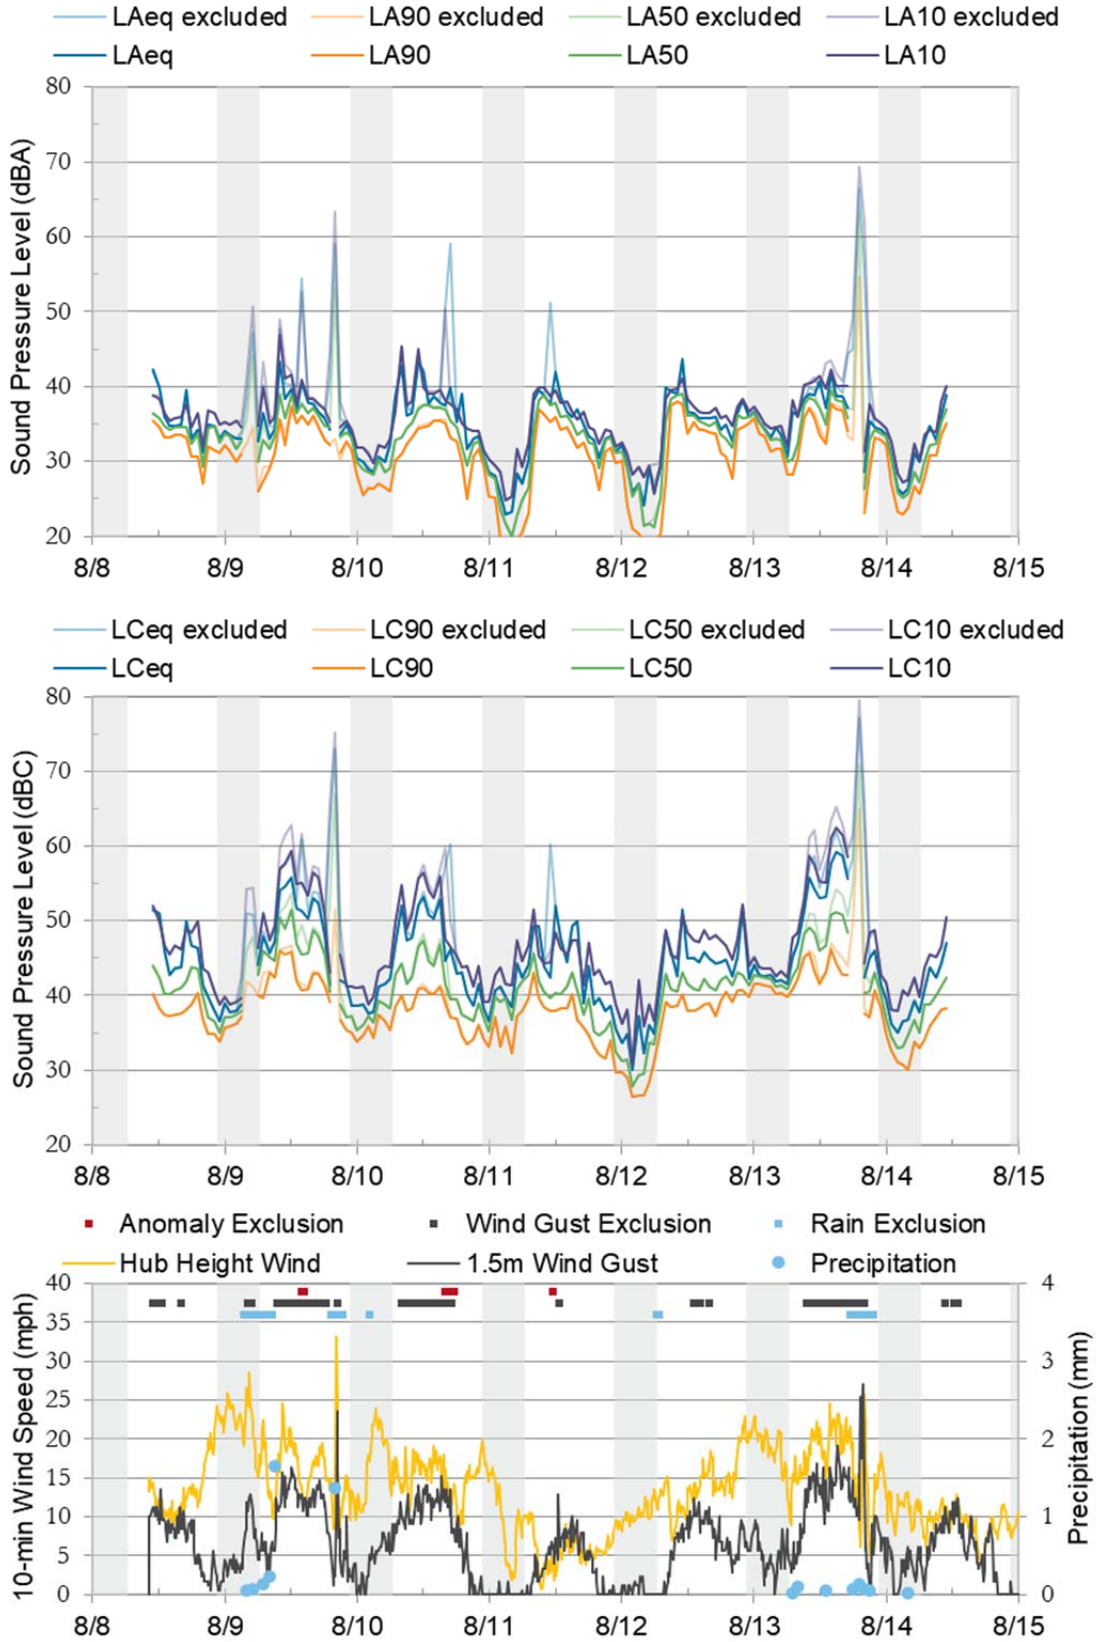 LAeq excluded LA90 excluded LA50 excluded LA10 excluded
LAeq LA90 LA50 LA10
Sound Pressure Level (dBA)
80
70
60
50
40
30
20
8/8 8/9 8/10 8/11 8/12 8/13 8/14 8/15
LCeq excluded LC90 excluded LC50 excluded LC10 excluded
LCeq LC90 LC50 LC10
Sound Pressure Level (dBC)
80
70
60
50
40
30
20
8/8 8/9 8/10 8/11 8/12 8/13 8/14 8/15
Anomaly Exclusion Wind Gust Exclusion Rain Exclusion
Hub Height Wind 1.5m Wind Gust Precipitation
10-min Wind Speed (mph)
40 4
35
30 3
25
20 2
15
10 1
5
0 0
Precipitation (mm)
8/8 8/9 8/10 8/11 8/12 8/13 8/14 8/15